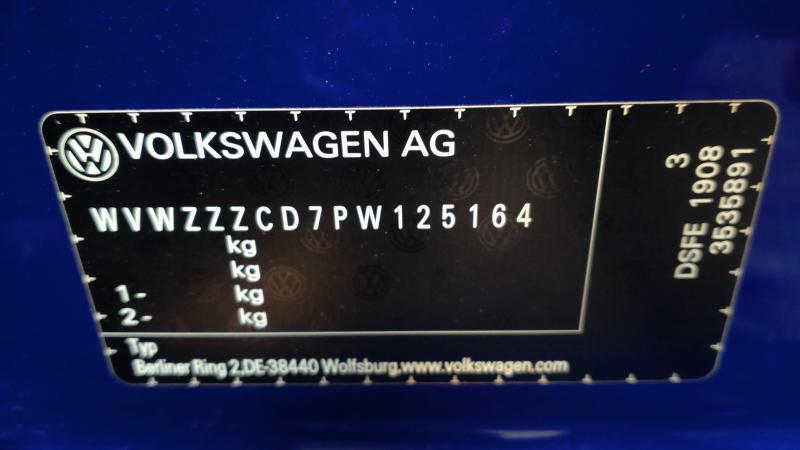 VOLKSWAGEN AG
WVWZZZCD7PW125164
kg
kg
1- kg
2- kg
Typ
Berliner Ring 2,DE-38440 Wolfsburg,www.volkswagen.com
3
DSFE 1908
3535891